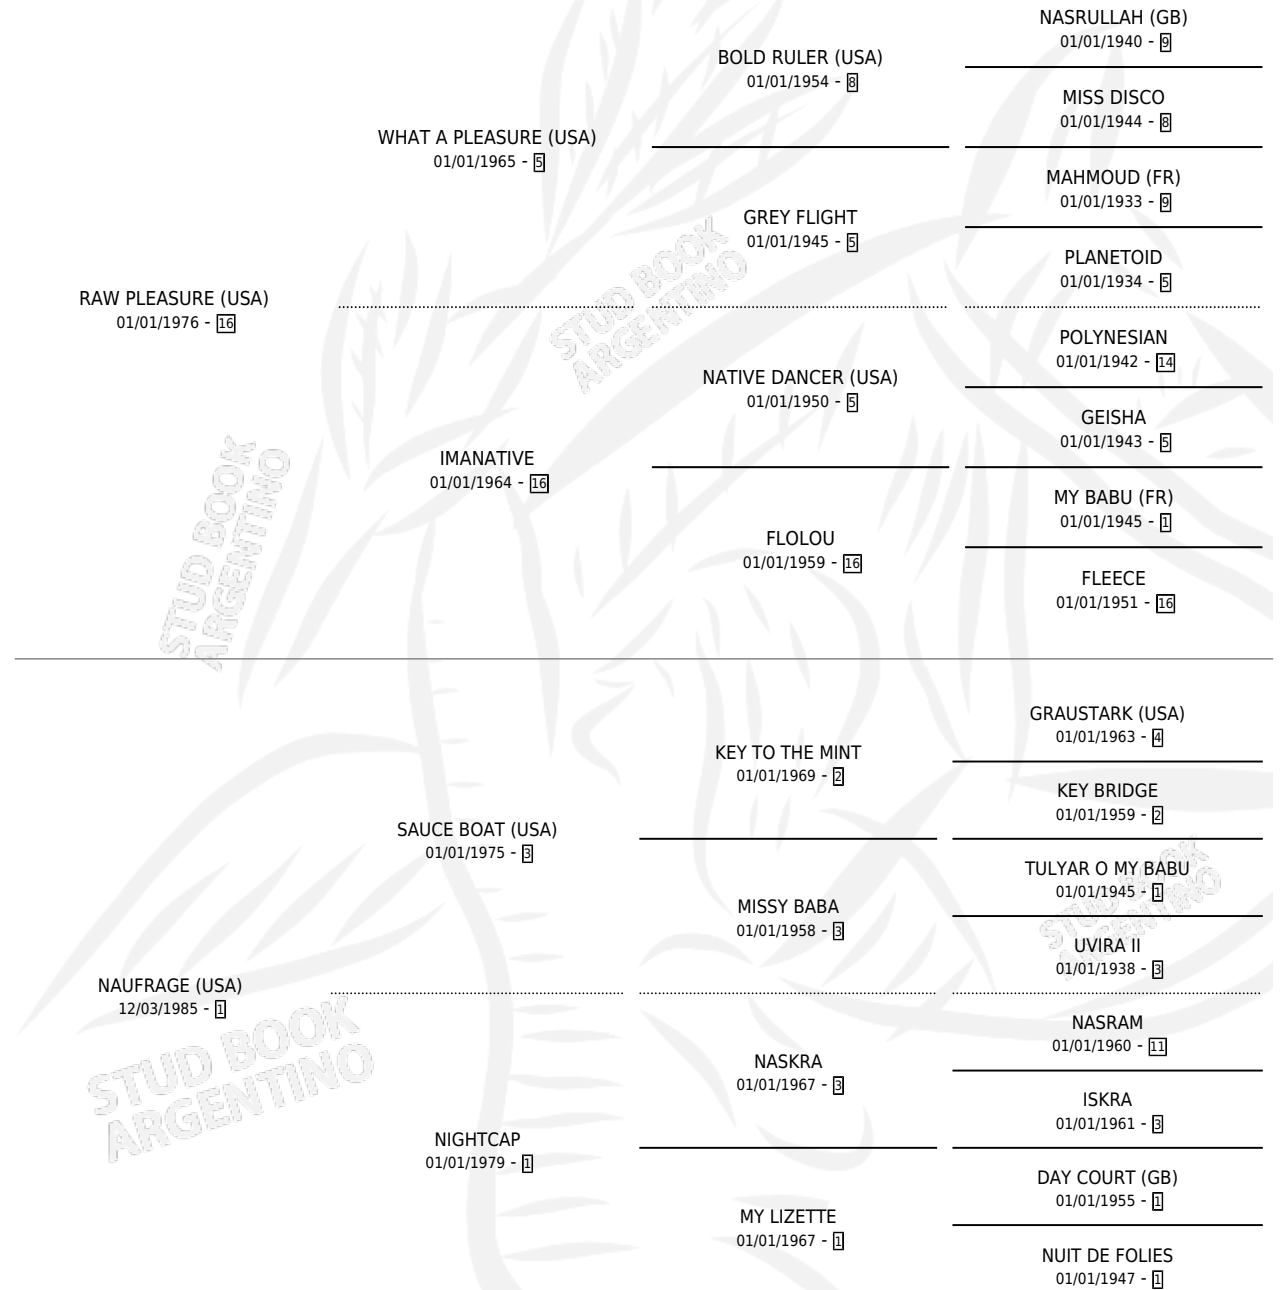 NASRULLAH (GB)
01/01/1940 - 9
BOLD RULER (USA)
01/01/1954 - 8
MISS DISCO
01/01/1944 - 8
WHAT A PLEASURE (USA)
01/01/1965 - 5
MAHMOUD (FR)
01/01/1933 - 9
GREY FLIGHT
01/01/1945 - 5
PLANETOID
01/01/1934 - 5
RAW PLEASURE (USA)
01/01/1976 - 16
POLYNESIAN
01/01/1942 - 14
NATIVE DANCER (USA)
01/01/1950 - 5
GEISHA
01/01/1943 - 5
IMANATIVE
01/01/1964 - 16
MY BABU (FR)
01/01/1945 - 1
FLOLOU
01/01/1959 - 16
FLEECE
01/01/1951 - 16
GRAUSTARK (USA)
01/01/1963 - 4
KEY TO THE MINT
01/01/1969 - 2
KEY BRIDGE
01/01/1959 - 2
SAUCE BOAT (USA)
01/01/1975 - 3
TULYAR O MY BABU
01/01/1945 - 1
MISSY BABA
01/01/1958 - 3
UVIRA II
01/01/1938 - 3
NAUFRAGE (USA)
12/03/1985 - 1
NASRAM
01/01/1960 - 11
NASKRA
01/01/1967 - 3
ISKRA
01/01/1961 - 3
NIGHTCAP
01/01/1979 - 1
DAY COURT (GB)
01/01/1955 - 1
MY LIZETTE
01/01/1967 - 1
NUIT DE FOLIES
01/01/1947 - 1
STUD BOOK
ARGENTINO
STUD BOOK
ARGENTINO
STUD BOOK
ARGENTINO
STUD BOOK
ARGENTINO